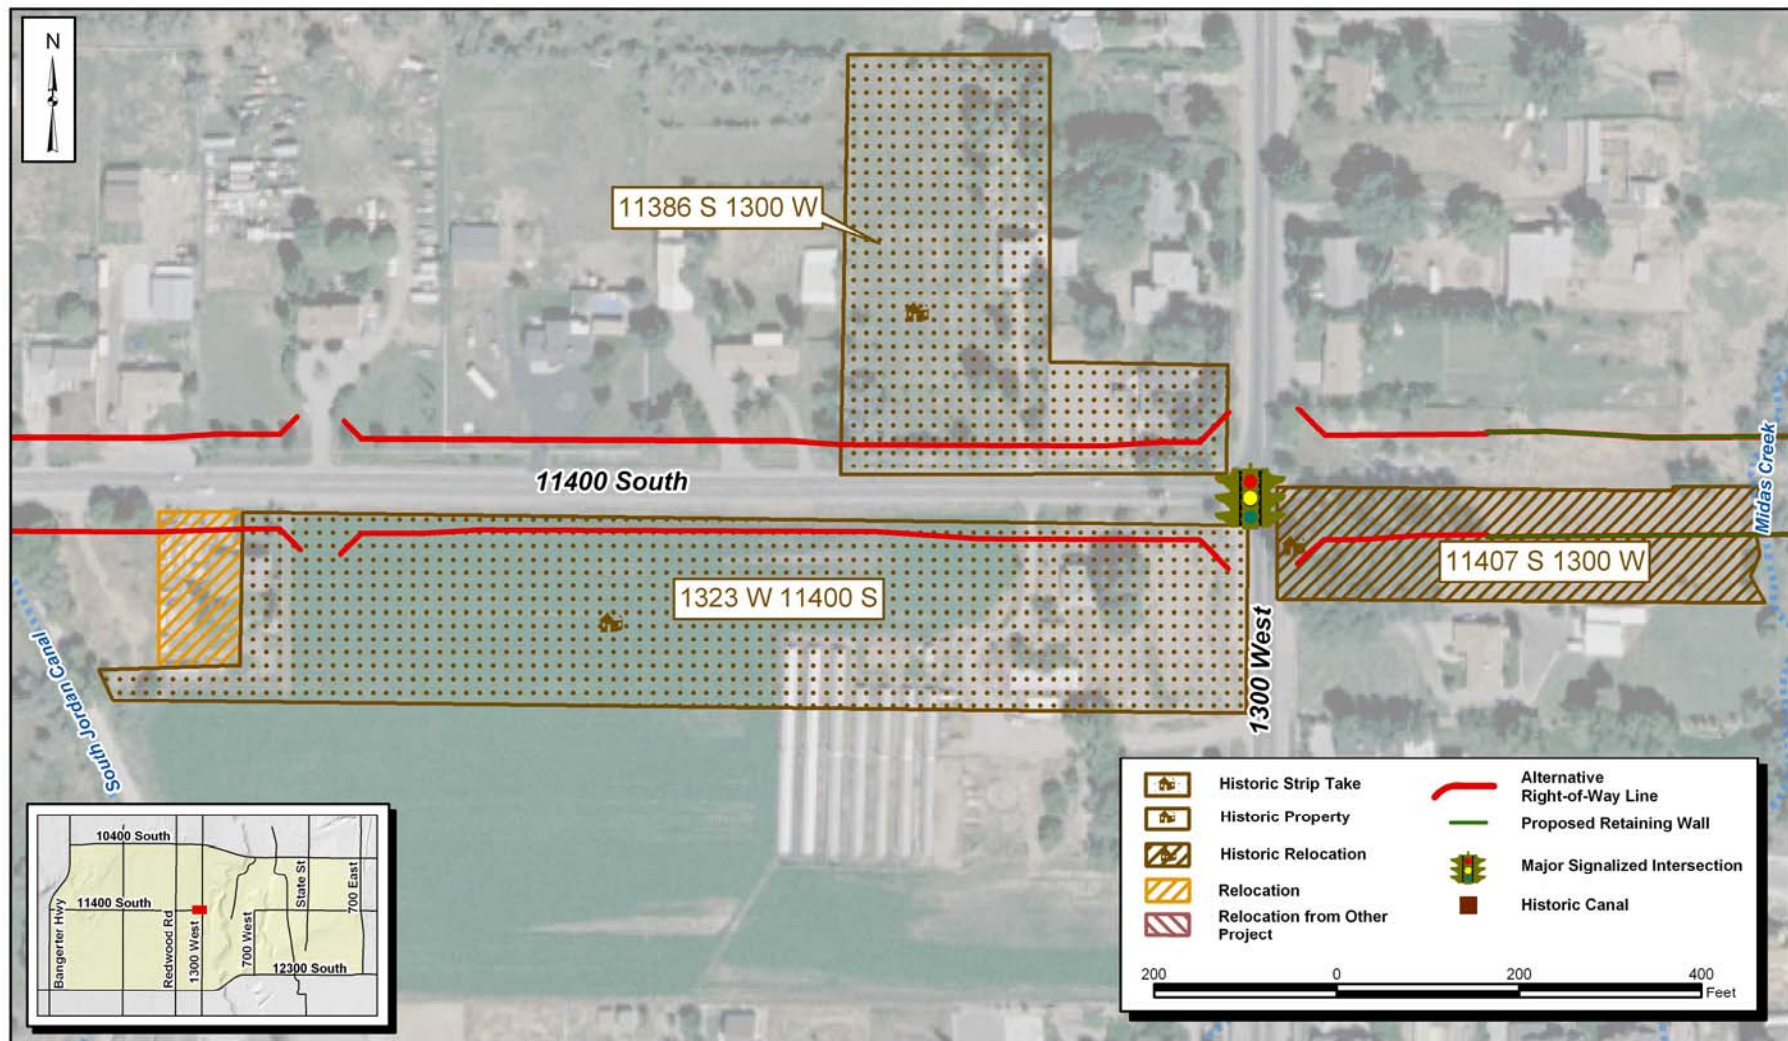 N
11386 S 1300 W
11400 South
Midas Creek
11407 S 1300 W
1323 W 11400 S
1300 West
South Jordan Canal
Historic Strip Take
Historic Property
Historic Relocation
Relocation
Relocation from Other
Project
Alternative
Right-of-Way Line
Proposed Retaining Wall
Major Signalized Intersection
Historic Canal
200 0 200 400
Feet
10400 South
11400 South
12300 South
Bangerter Hwy
Redwood Rd
1300 West
700 West
State St
700 East